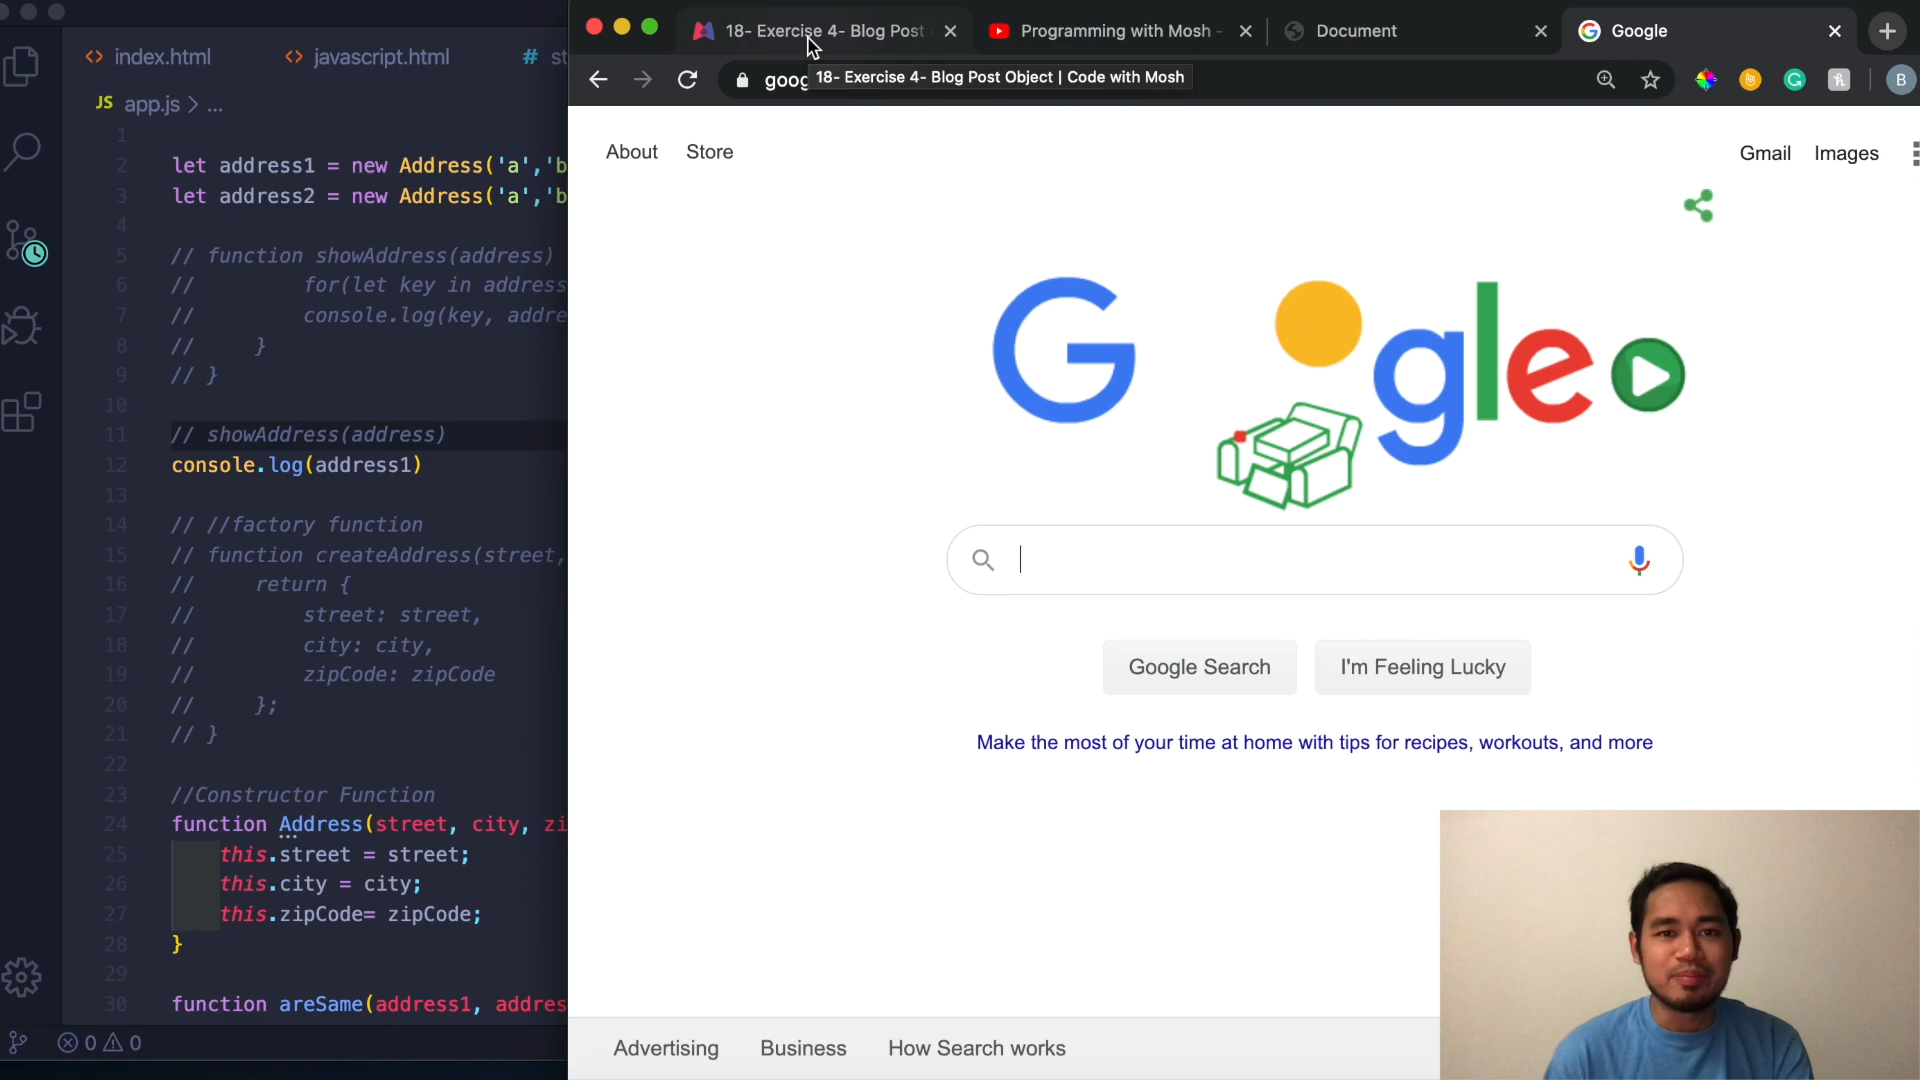 index.html
javascript.html
# st
JS app.js > ...
1
2 let address1 = new Address('a','b
3 let address2 = new Address('a','b
4
5 // function showAddress(address)
6 // for(let key in address
7 // console.log(key, addre
8 // }
9 // }
10
11 // showAddress(address)
12 console.log(address1)
13
14 // //factory function
15 // function createAddress(street,
16 // return {
17 // street: street,
18 // city: city,
19 // zipCode: zipCode
20 // };
21 // }
22
23 //Constructor Function
24 function Address(street, city, zi
25 this.street = street;
26 this.city = city;
27 this.zipCode= zipCode;
28 }
29
30 function areSame(address1, addres
0 0
18- Exercise 4- Blog Post
Programming with Mosh -
Document
Google
goog
18- Exercise 4- Blog Post Object | Code with Mosh
B
About Store
Gmail Images
G gle
Google Search
I'm Feeling Lucky
Make the most of your time at home with tips for recipes, workouts, and more
Advertising Business How Search works